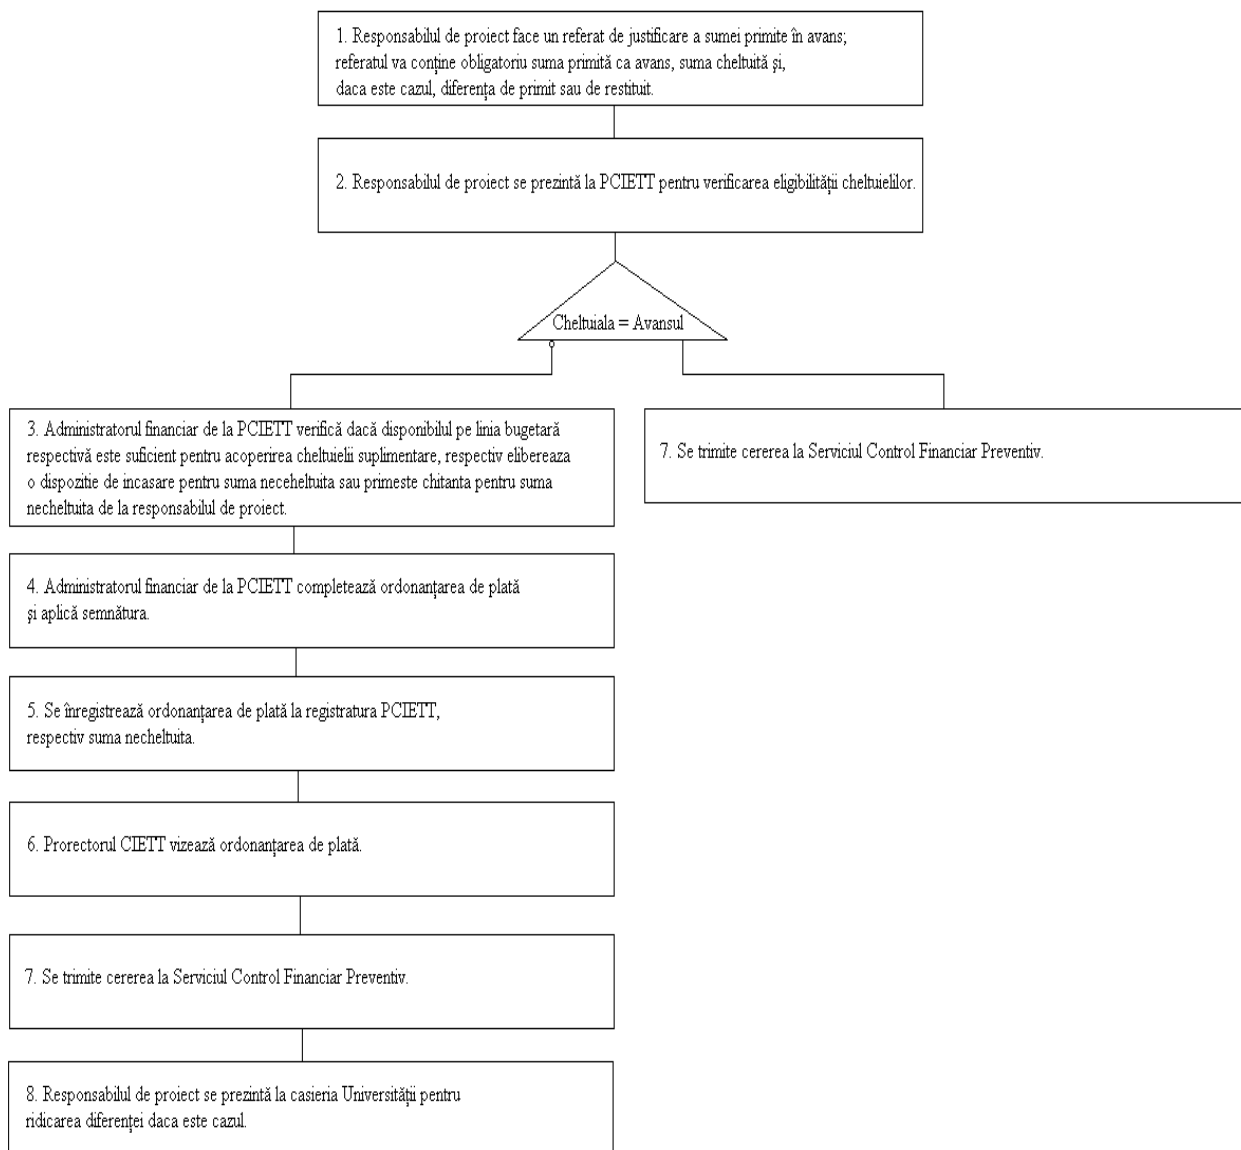 1. Responsabilul de proiect face un referat de justificare a sumei primite în avans;
referatul va conține obligatoriu suma primită ca avans, suma cheltuită și,
daca este cazul, diferența de primit sau de restituit.
2. Responsabilul de proiect se prezintă la PCIETT pentru verificarea eligibilității cheltuielilor.
Cheltuiala = Avansul
3. Administratorul financiar de la PCIETT verifică dacă disponibilul pe linia bugetară
respectivă este suficient pentru acoperirea cheltuielii suplimentare, respectiv elibereaza
o dispozitie de incasare pentru suma neceheltuita sau primeste chitanta pentru suma
necheltuita de la responsabilul de proiect.
7. Se trimite cererea la Serviciul Control Financiar Preventiv.
4. Administratorul financiar de la PCIETT completează ordonanțarea de plată
și aplică semnătura.
5. Se înregistrează ordonanțarea de plată la registratura PCIETT,
respectiv suma necheltuita.
6. Prorectorul CIETT vizează ordonanțarea de plată.
7. Se trimite cererea la Serviciul Control Financiar Preventiv.
8. Responsabilul de proiect se prezintă la casieria Universității pentru
ridicarea diferenței daca este cazul.